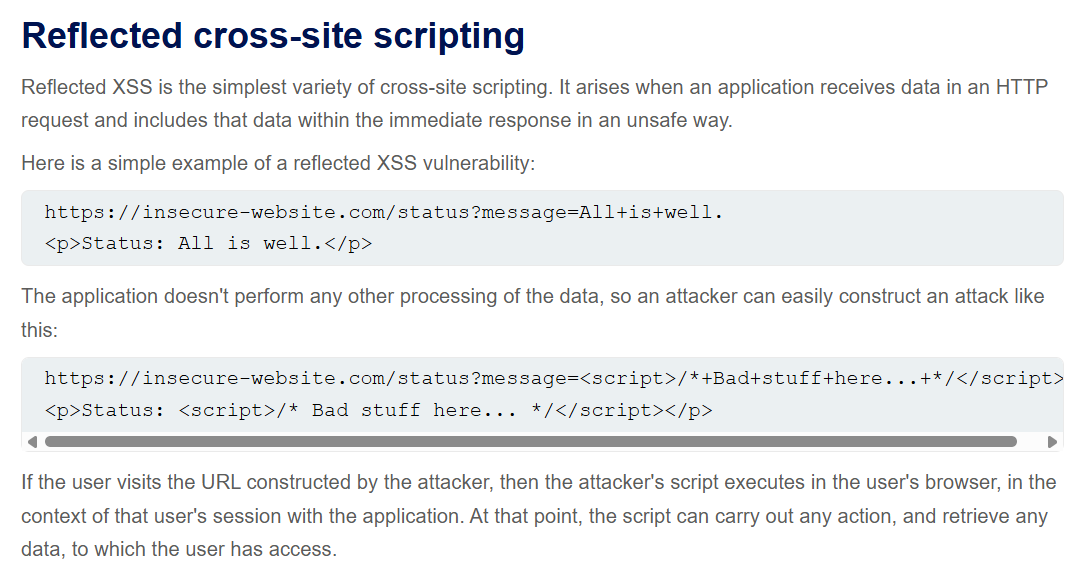 Reflected cross-site scripting
Reflected XSS is the simplest variety of cross-site scripting. It arises when an application receives data in an HTTP
request and includes that data within the immediate response in an unsafe way.
Here is a simple example of a reflected XSS vulnerability:
https://insecure-website.com/status?message=All+is+well.
<p>Status: All is well.</p>
The application doesn't perform any other processing of the data, so an attacker can easily construct an attack like
this:
https://insecure-website.com/status?message=<script>/*+Bad+stuff+here...+*/</script>
<p>Status: <script>/* Bad stuff here... */</script></p>
If the user visits the URL constructed by the attacker, then the attacker's script executes in the user's browser, in the
context of that user's session with the application. At that point, the script can carry out any action, and retrieve any
data, to which the user has access.